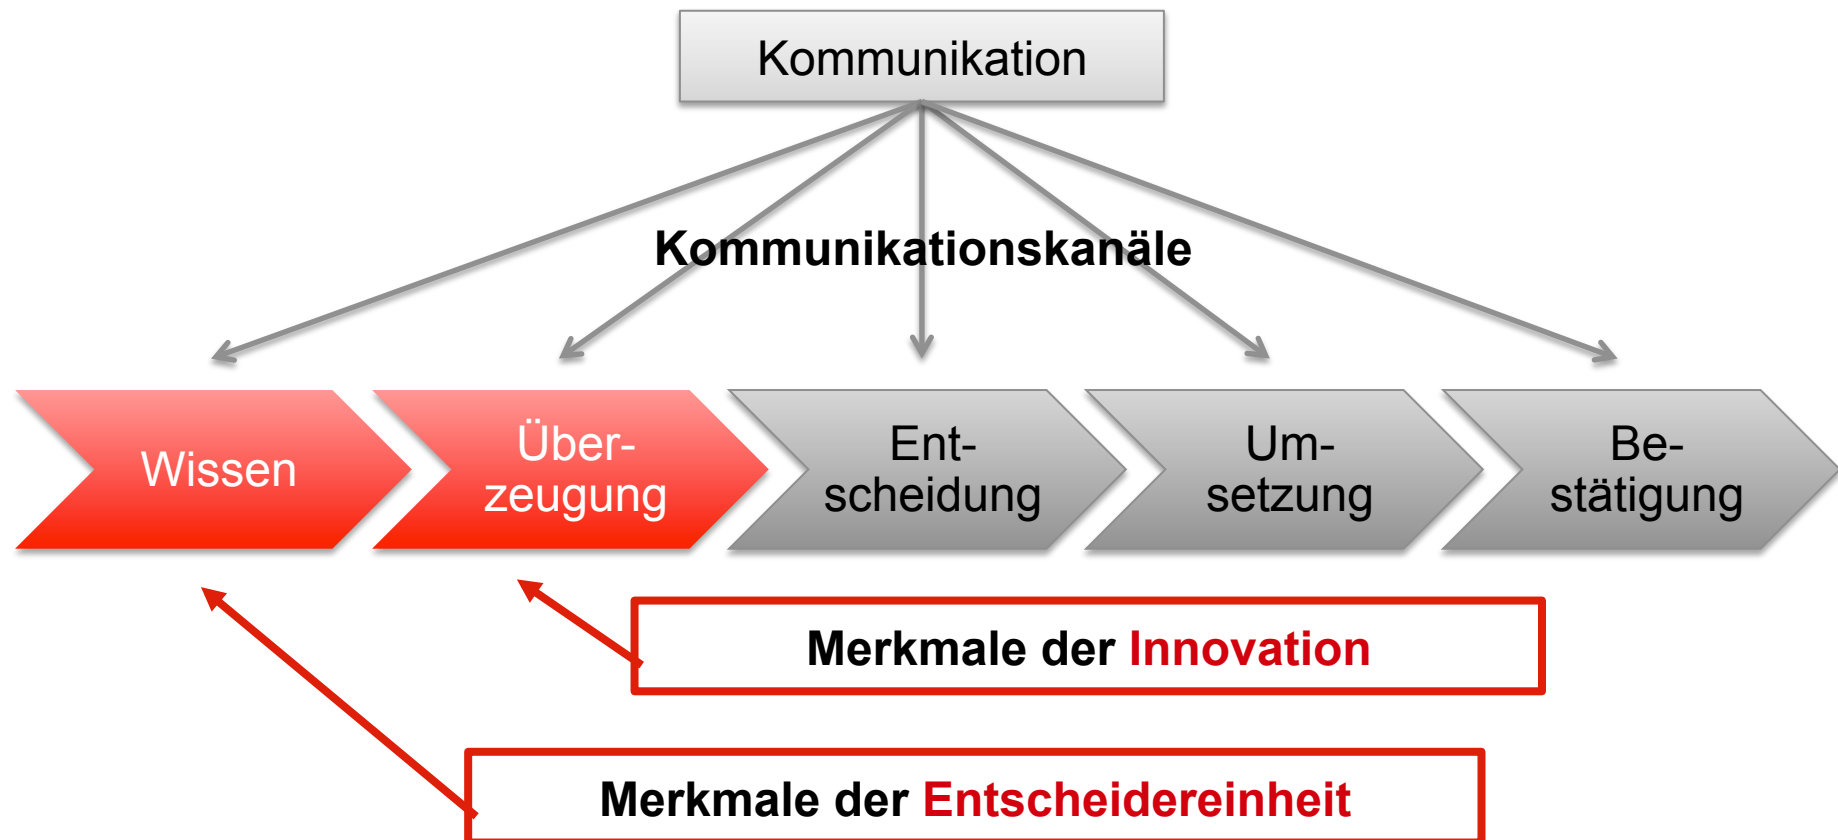 Kommunikation
Kommunikationskanäle
Wissen
Über-
zeugung
Ent-
scheidung
Um-
setzung
Be-
stätigung
Merkmale der Innovation
Merkmale der Entscheidereinheit